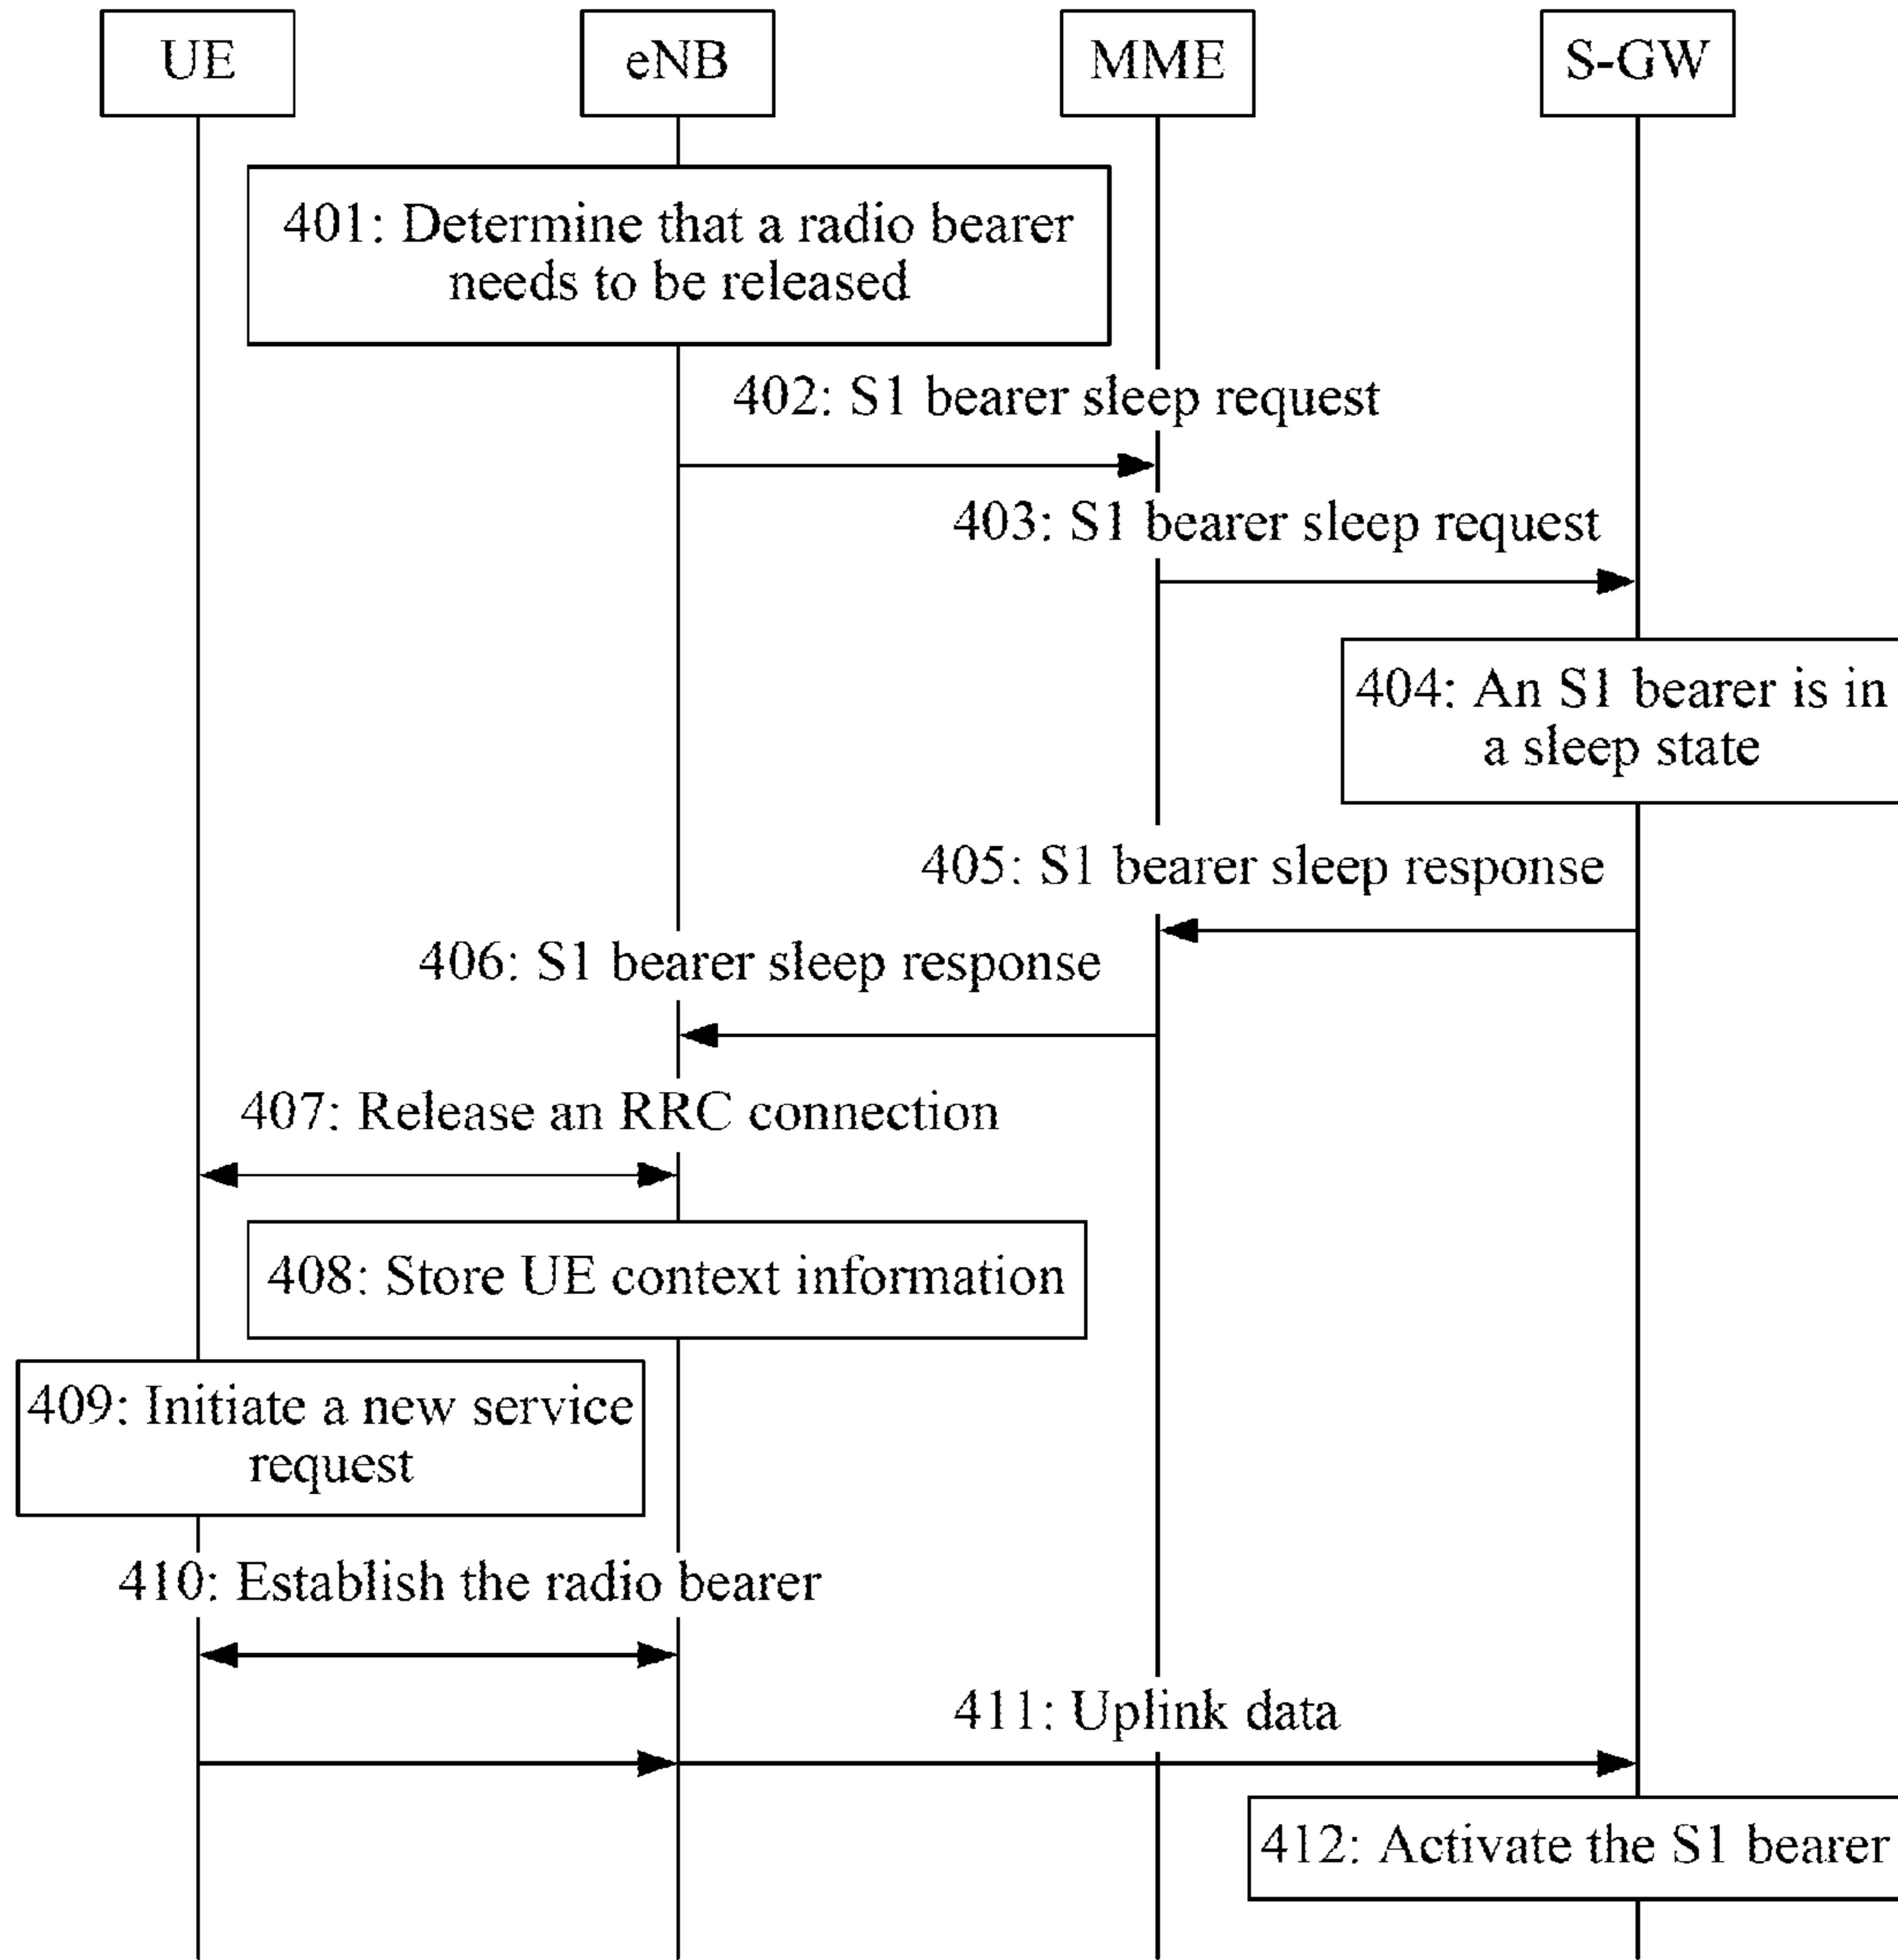 UE
eNB
MME
S-GW
401: Determine that a radio bearer
needs to be released
402: S1 bearer sleep request
403: S1 bearer sleep request
404: An S1 bearer is in
a sleep state
405: S1 bearer sleep response
406: S1 bearer sleep response
407: Release an RRC connection
408: Store UE context information
409: Initiate a new service
request
410: Establish the radio bearer
411: Uplink data
412: Activate the S1 bearer